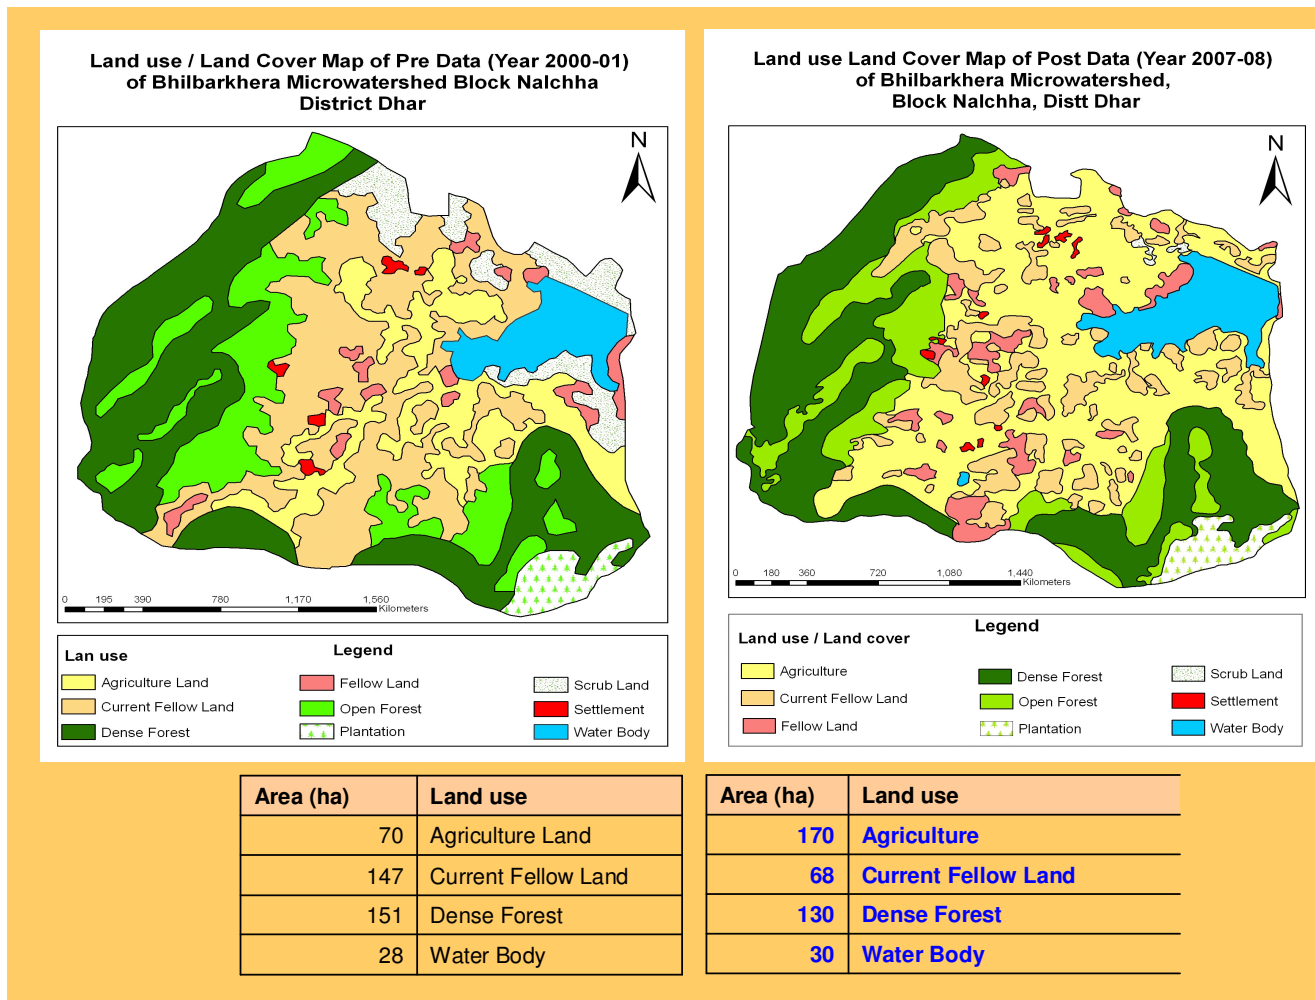 Land use / Land Cover Map of Pre Data (Year 2000-01)
of Bhilbarkhera Microwatershed Block Nalchha
District Dhar
N
0 195 390 780 1,170 1,560
Kilometers
Lan use
Legend
Agriculture Land
Current Fellow Land
Dense Forest
Fellow Land
Open Forest
Plantation
Scrub Land
Settlement
Water Body
Land use Land Cover Map of Post Data (Year 2007-08)
of Bhilbarkhera Microwatershed,
Block Nalchha, Distt Dhar
N
0 180 360 720 1,080 1,440
Kilometers
Legend
Land use / Land cover
Agriculture
Current Fellow Land
Fellow Land
Dense Forest
Open Forest
Plantation
Scrub Land
Settlement
Water Body
Area (ha) Land use
70 Agriculture Land
147 Current Fellow Land
151 Dense Forest
28 Water Body
Area (ha) Land use
170 Agriculture
68 Current Fellow Land
130 Dense Forest
30 Water Body